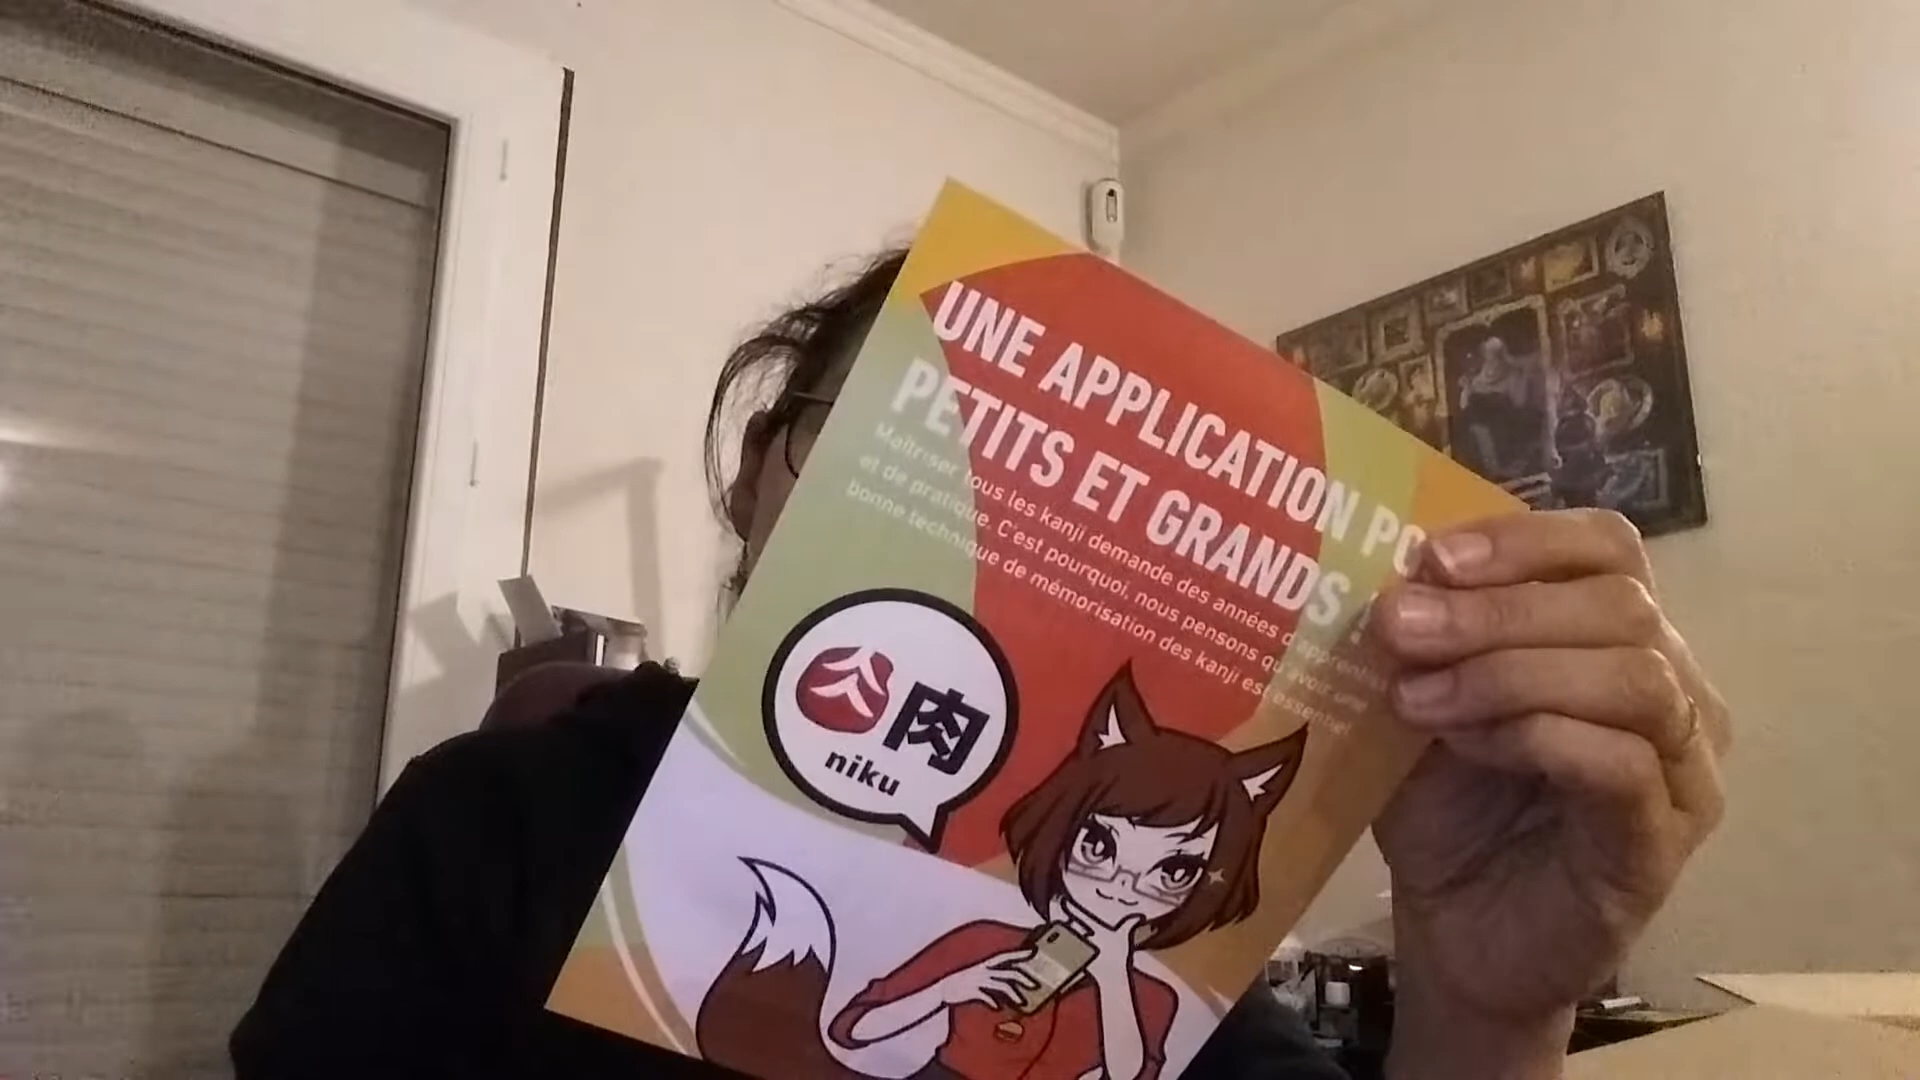 UNE APPLICATION PO
PETITS ET GRANDS !
Maîtriser tous les kanji demande des années d'apprentis
et de pratique. C'est pourquoi, nous pensons qu'avoir une
bonne technique de mémorisation des kanji est essentiel
肉
niku